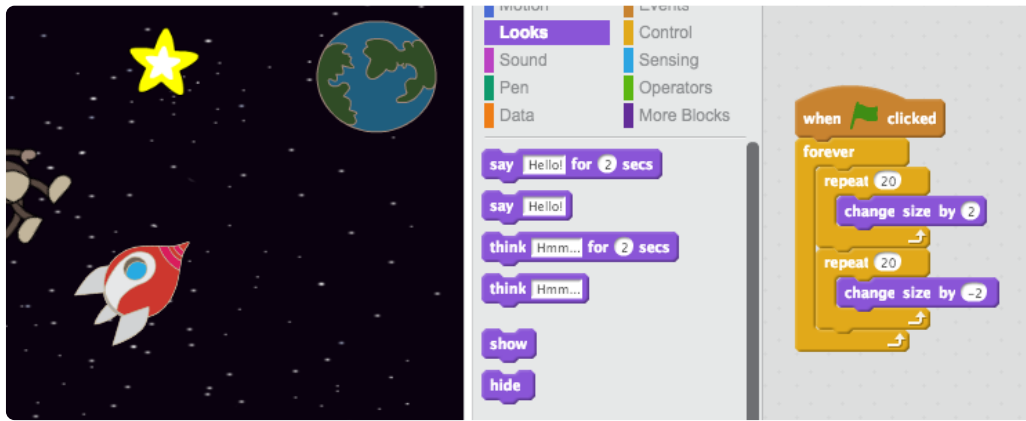 Motion Events
Looks Control
Sound Sensing
Pen Operators
Data More Blocks
say Hello! for 2 secs
say Hello!
think Hmm... for 2 secs
think Hmm...
show
hide
when clicked
forever
repeat 20
change size by 2
repeat 20
change size by -2